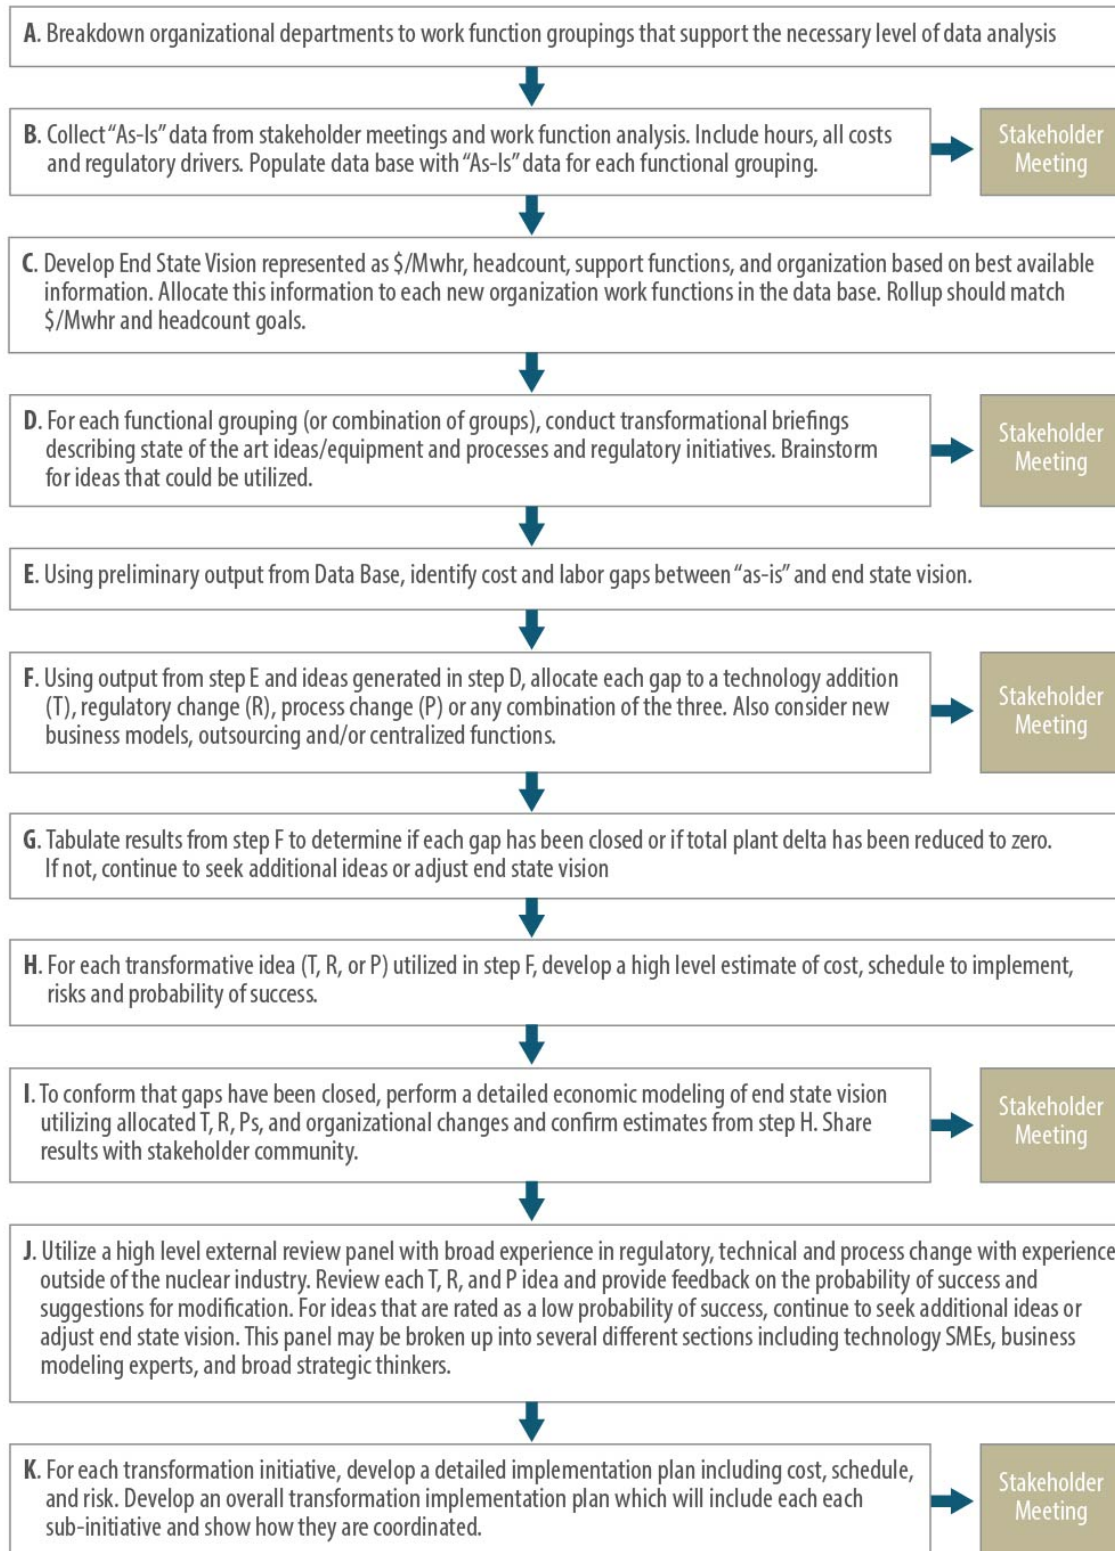 A. Breakdown organizational departments to work function groupings that support the necessary level of data analysis
B. Collect “As-Is” data from stakeholder meetings and work function analysis. Include hours, all costs
and regulatory drivers. Populate data base with “As-Is” data for each functional grouping.
Stakeholder
Meeting
C. Develop End State Vision represented as $/Mwhr, headcount, support functions, and organization based on best available
information. Allocate this information to each new organization work functions in the data base. Rollup should match
$/Mwhr and headcount goals.
D. For each functional grouping (or combination of groups), conduct transformational briefings
describing state of the art ideas/equipment and processes and regulatory initiatives. Brainstorm
for ideas that could be utilized.
Stakeholder
Meeting
E. Using preliminary output from Data Base, identify cost and labor gaps between “as-is” and end state vision.
F. Using output from step E and ideas generated in step D, allocate each gap to a technology addition
(T), regulatory change (R), process change (P) or any combination of the three. Also consider new
business models, outsourcing and/or centralized functions.
Stakeholder
Meeting
G. Tabulate results from step F to determine if each gap has been closed or if total plant delta has been reduced to zero.
If not, continue to seek additional ideas or adjust end state vision
H. For each transformative idea (T, R, or P) utilized in step F, develop a high level estimate of cost, schedule to implement,
risks and probability of success.
I. To conform that gaps have been closed, perform a detailed economic modeling of end state vision
utilizing allocated T, R, Ps, and organizational changes and confirm estimates from step H. Share
results with stakeholder community.
Stakeholder
Meeting
J. Utilize a high level external review panel with broad experience in regulatory, technical and process change with experience
outside of the nuclear industry. Review each T, R, and P idea and provide feedback on the probability of success and
suggestions for modification. For ideas that are rated as a low probability of success, continue to seek additional ideas or
adjust end state vision. This panel may be broken up into several different sections including technology SMEs, business
modeling experts, and broad strategic thinkers.
K. For each transformation initiative, develop a detailed implementation plan including cost, schedule,
and risk. Develop an overall transformation implementation plan which will include each each
sub-initiative and show how they are coordinated.
Stakeholder
Meeting